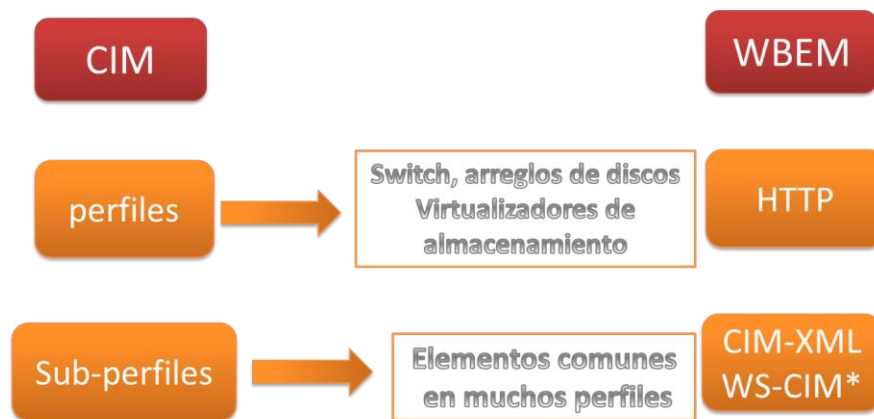 CIM
WBEM
perfiles
Switch, arreglos de discos
Virtualizadores de
almacenamiento
HTTP
Sub-perfiles
Elementos comunes
en muchos perfiles
CIM-XML
WS-CIM*